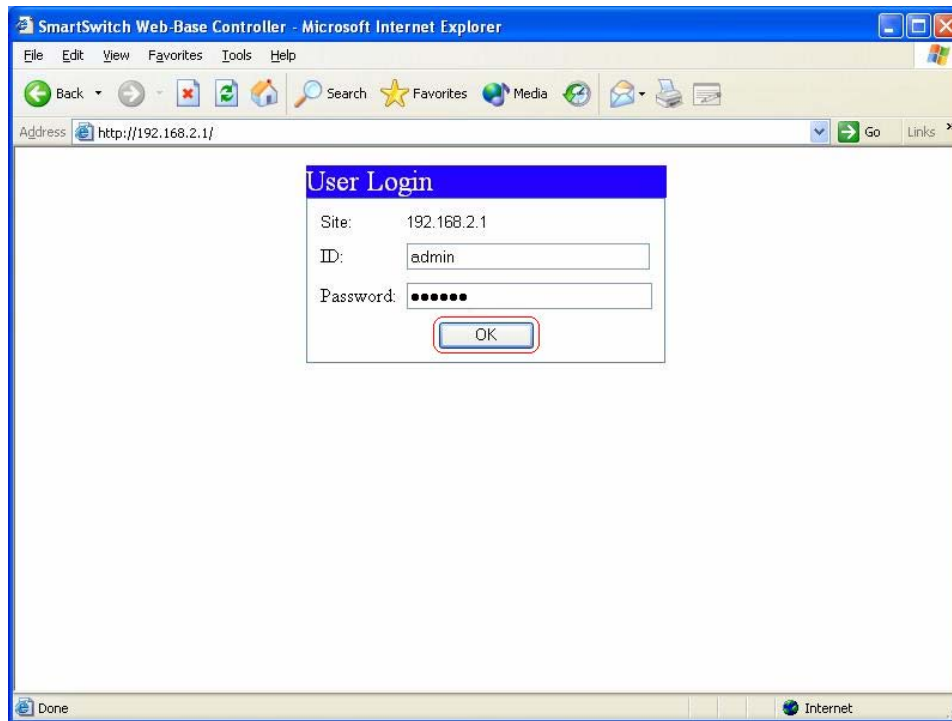 SmartSwitch Web-Base Controller - Microsoft Internet Explorer
File Edit View Favorites Tools Help
Back Search Favorites Media
Address http://192.168.2.1/ Go Links »
User Login
Site: 192.168.2.1
ID: admin
Password: ●●●●●●
OK
Done Internet